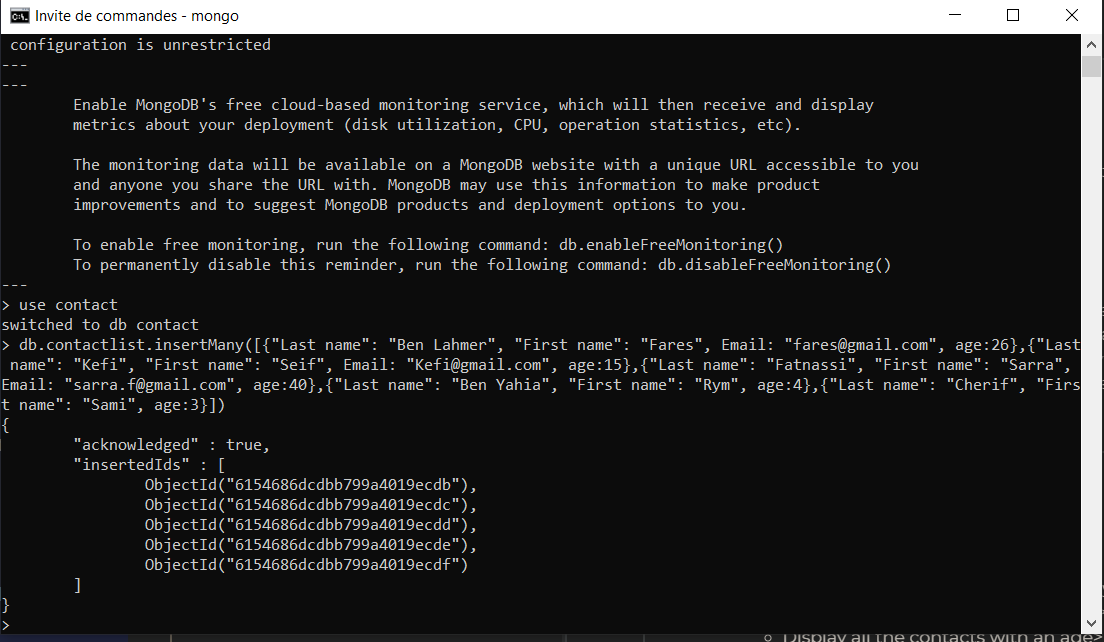 Invite de commandes - mongo
configuration is unrestricted
---
---
Enable MongoDB's free cloud-based monitoring service, which will then receive and display
metrics about your deployment (disk utilization, CPU, operation statistics, etc).
The monitoring data will be available on a MongoDB website with a unique URL accessible to you
and anyone you share the URL with. MongoDB may use this information to make product
improvements and to suggest MongoDB products and deployment options to you.
To enable free monitoring, run the following command: db.enableFreeMonitoring()
To permanently disable this reminder, run the following command: db.disableFreeMonitoring()
---
> use contact
switched to db contact
> db.contactlist.insertMany([{"Last name": "Ben Lahmer", "First name": "Fares", Email: "fares@gmail.com", age:26},{"Last
name": "Kefi", "First name": "Seif", Email: "Kefi@gmail.com", age:15},{"Last name": "Fatnassi", "First name": "Sarra",
Email: "sarra.f@gmail.com", age:40},{"Last name": "Ben Yahia", "First name": "Rym", age:4},{"Last name": "Cherif", "Firs
t name": "Sami", age:3}])
{
"acknowledged" : true,
"insertedIds" : [
ObjectId("6154686dcdbb799a4019ecdb"),
ObjectId("6154686dcdbb799a4019ecdc"),
ObjectId("6154686dcdbb799a4019ecdd"),
ObjectId("6154686dcdbb799a4019ecde"),
ObjectId("6154686dcdbb799a4019ecdf")
]
}
>
Display all the contacts with an age>